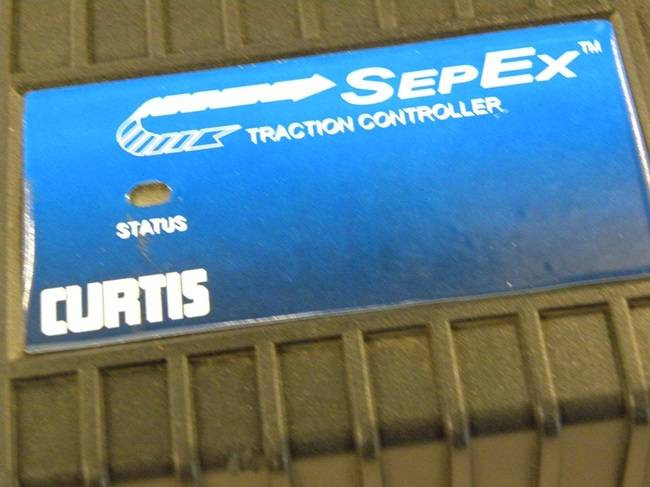 SEPEX™
TRACTION CONTROLLER
STATUS
CURTIS